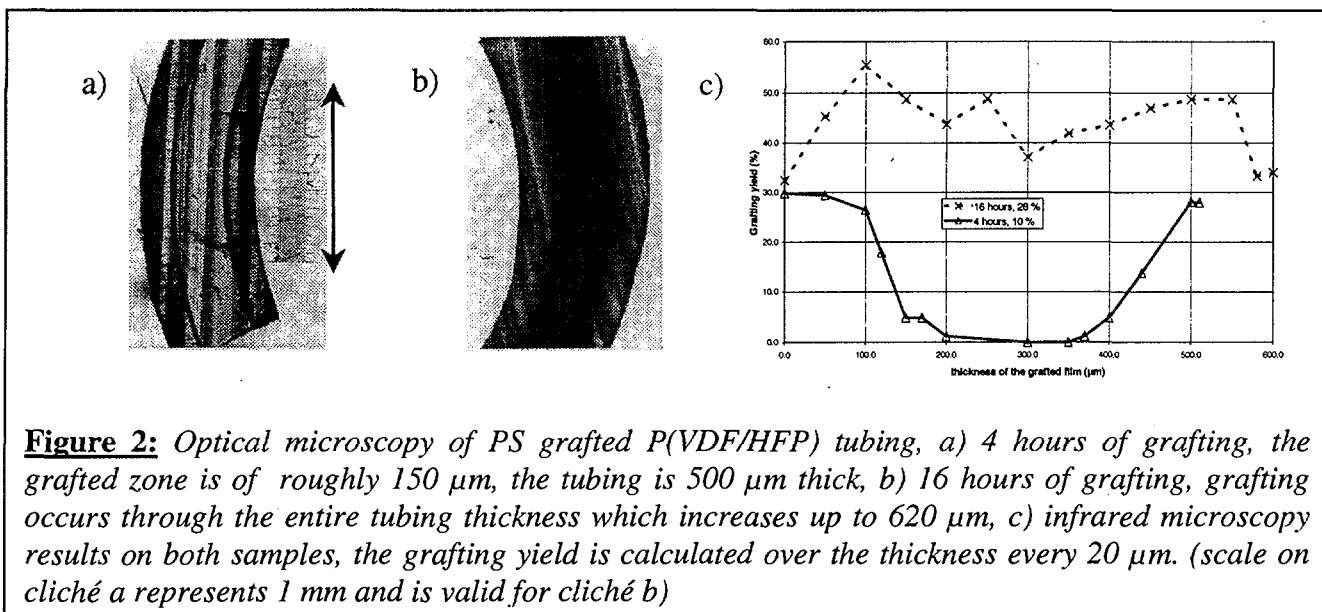 a)
b)
c)
60.0
50.0
40.0
30.0
20.0
10.0
0.0
Grafting yield (%)
16 hours, 28 %
4 hours, 10 %
0.0 100.0 200.0 300.0 400.0 500.0 600.0
thickness of the grafted film (µm)
Figure 2: Optical microscopy of PS grafted P(VDF/HFP) tubing, a) 4 hours of grafting, the
grafted zone is of roughly 150 µm, the tubing is 500 µm thick, b) 16 hours of grafting, grafting
occurs through the entire tubing thickness which increases up to 620 µm, c) infrared microscopy
results on both samples, the grafting yield is calculated over the thickness every 20 µm. (scale on
cliché a represents 1 mm and is valid for cliché b)